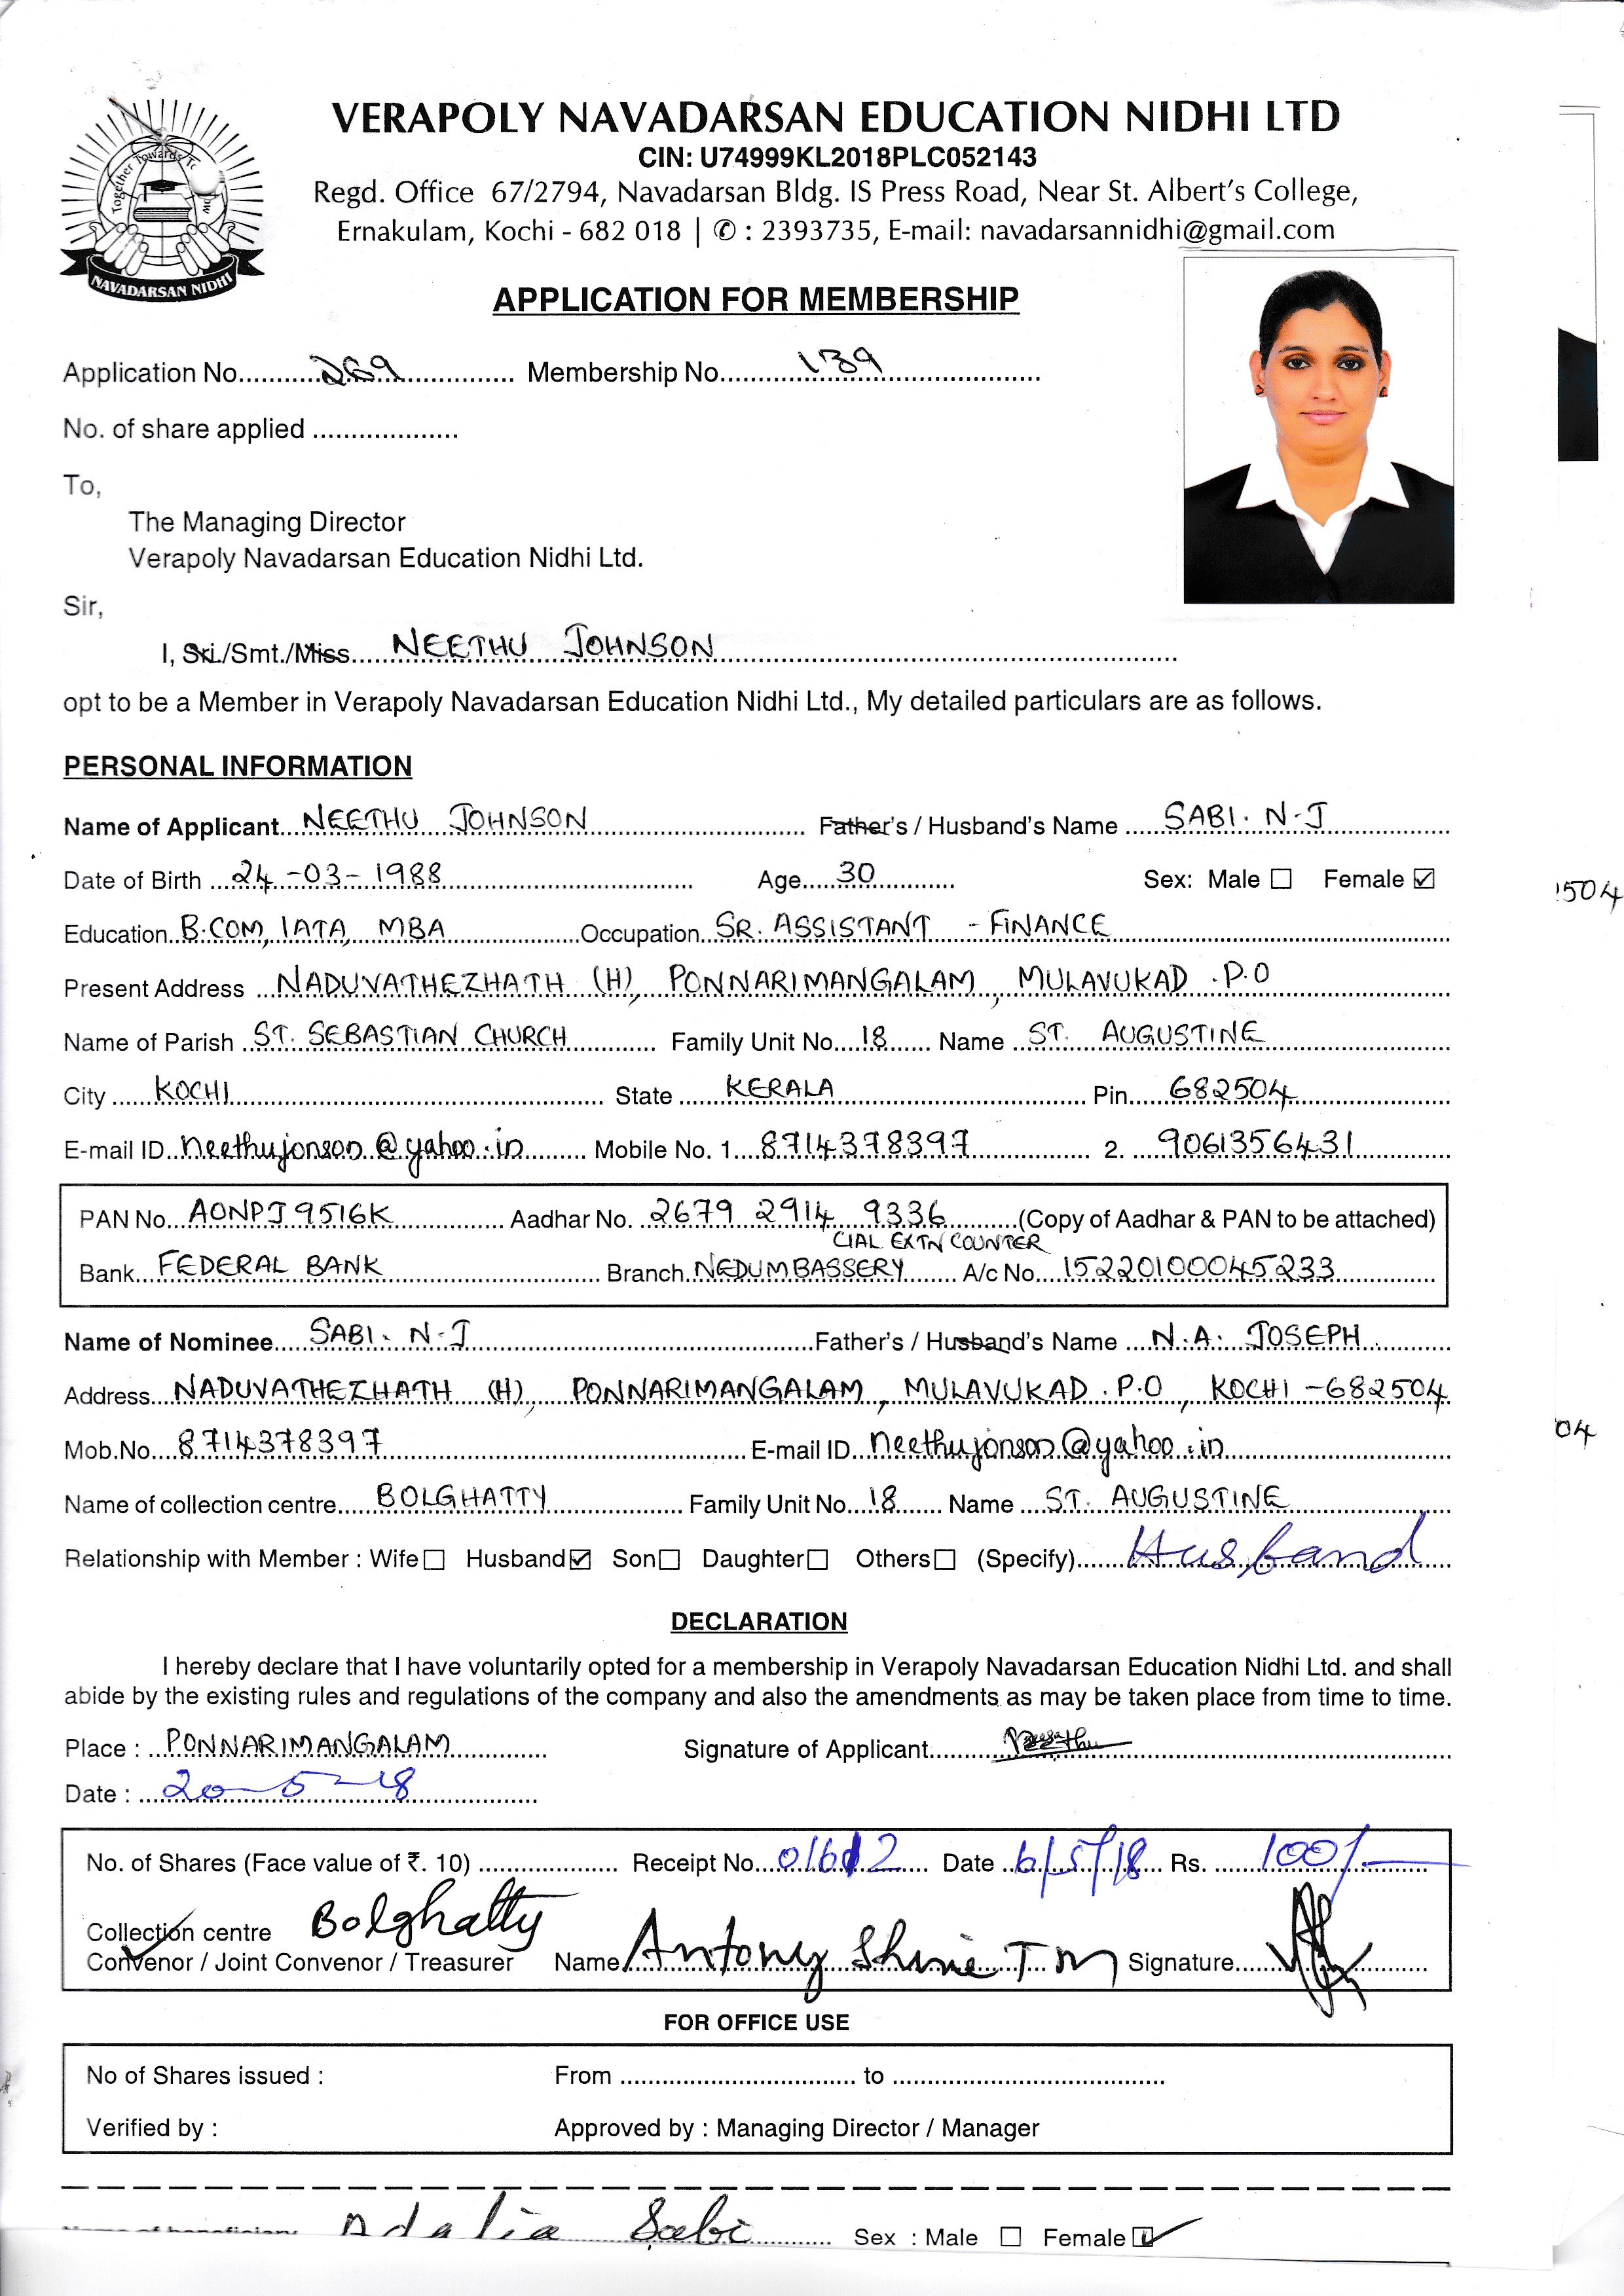 VERAPOLY NAVADARSAN EDUCATION NIDHI LTD
CIN: U74999KL2018PLC052143
Regd. Office 67/2794, Navadarsan Bldg. IS Press Road, Near St. Albert's College,
Ernakulam, Kochi - 682 018 | ✆ : 2393735, E-mail: navadarsannidhi@gmail.com
Together Towards
NAVADARSAN NIDHI
APPLICATION FOR MEMBERSHIP
Application No. 269 Membership No. 139
No. of share applied
To,
The Managing Director
Verapoly Navadarsan Education Nidhi Ltd.
Sir,
I, Sri./Smt./Miss NEETHU JOHNSON
opt to be a Member in Verapoly Navadarsan Education Nidhi Ltd., My detailed particulars are as follows.
PERSONAL INFORMATION
Name of Applicant NEETHU JOHNSON Father's / Husband's Name SABI. N-J
Date of Birth 24-03-1988 Age 30 Sex: Male ☐ Female ☑
Education B.COM, IATA, MBA Occupation SR. ASSISTANT - FINANCE
Present Address NADUVATHEZHATH (H), PONNARIMANGALAM, MULAVUKAD .P.O
Name of Parish ST. SEBASTIAN CHURCH Family Unit No. 18 Name ST. AUGUSTINE
City KOCHI State KERALA Pin 682504
E-mail ID neethujonson@yahoo.in Mobile No. 1 8714378397 2. 9061356431
PAN No. AONPJ9516K Aadhar No. 2679 2914 9336 (Copy of Aadhar & PAN to be attached)
CIAL EXTN COUNTER
Bank FEDERAL BANK Branch NEDUMBASSERY A/c No. 15220100045233
Name of Nominee SABI. N-J Father's / Husband's Name N.A. JOSEPH
Address NADUVATHEZHATH (H), PONNARIMANGALAM, MULAVUKAD .P.O, KOCHI -682504
Mob.No. 8714378397 E-mail ID neethujonson@yahoo.in
Name of collection centre BOLGHATTY Family Unit No. 18 Name ST. AUGUSTINE
Relationship with Member : Wife ☐ Husband ☑ Son ☐ Daughter ☐ Others ☐ (Specify) Husband
DECLARATION
I hereby declare that I have voluntarily opted for a membership in Verapoly Navadarsan Education Nidhi Ltd. and shall
abide by the existing rules and regulations of the company and also the amendments as may be taken place from time to time.
Place : PONNARIMANGALAM Signature of Applicant Neethu
Date : 20-5-18
No. of Shares (Face value of ₹. 10) Receipt No. Date 6/5/18 Rs. 100/-
Collection centre Bolghatty
Convenor / Joint Convenor / Treasurer Name Antony Shine T M Signature
FOR OFFICE USE
No of Shares issued : From to
Verified by : Approved by : Managing Director / Manager
Adalia Sabi Sex : Male ☐ Female ☑
504
04